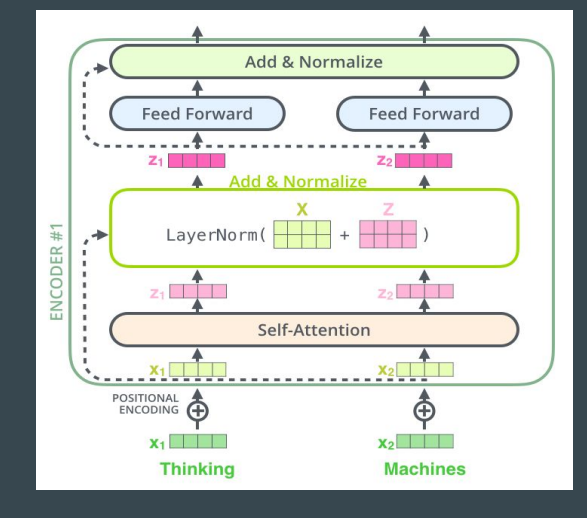 Add & Normalize
Feed Forward
Feed Forward
z1
z2
Add & Normalize
X
Z
LayerNorm( + )
ENCODER #1
z1
z2
Self-Attention
x1
x2
POSITIONAL
ENCODING
x1
x2
Thinking
Machines